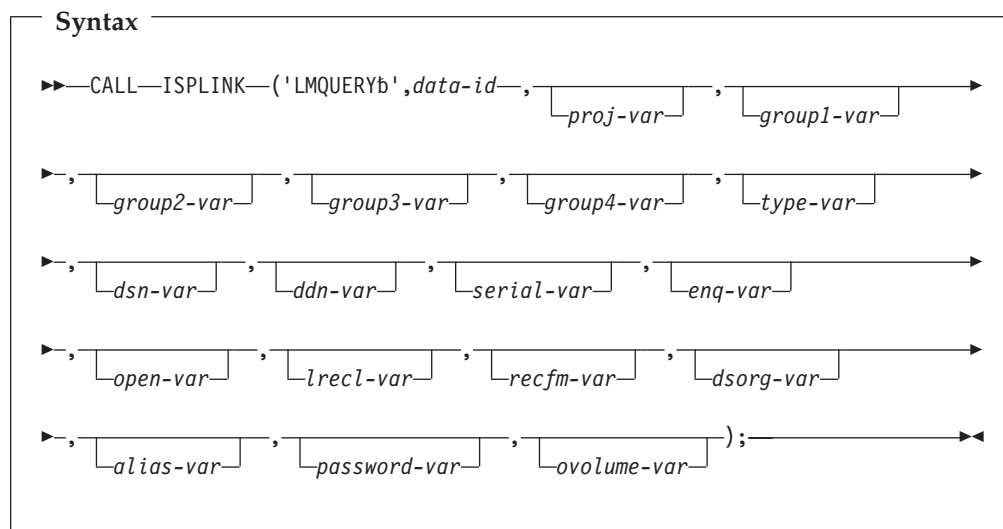 Syntax
CALL ISPLINK ('LMQUERYƀ',data-id , proj-var , group1-var
, group2-var , group3-var , group4-var , type-var
, dsn-var , ddn-var , serial-var , enq-var
, open-var , lrecl-var , recfm-var , dsorg-var
, alias-var , password-var , ovolume-var );